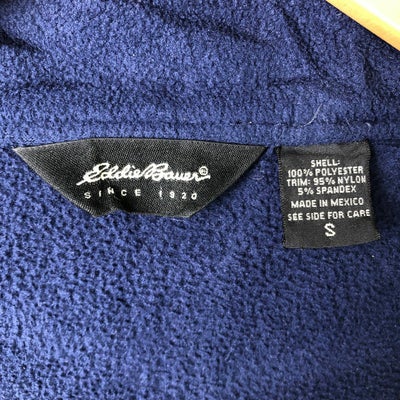 Eddie Bauer®
SINCE 1920
SHELL:
100% POLYESTER
TRIM: 95% NYLON
5% SPANDEX
MADE IN MEXICO
SEE SIDE FOR CARE
S